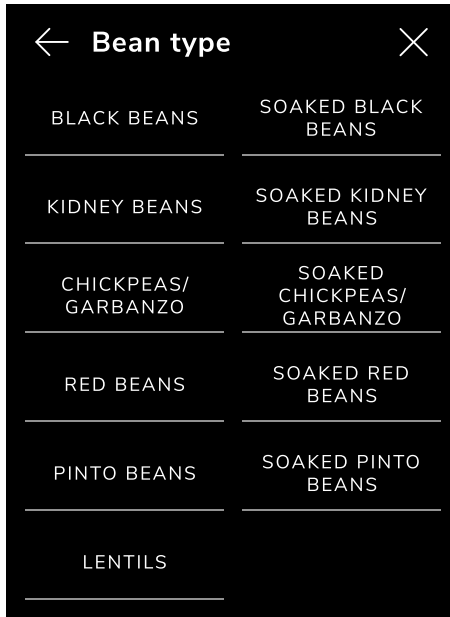 Bean type
BLACK BEANS
SOAKED BLACK
BEANS
KIDNEY BEANS
SOAKED KIDNEY
BEANS
CHICKPEAS/
GARBANZO
SOAKED
CHICKPEAS/
GARBANZO
RED BEANS
SOAKED RED
BEANS
PINTO BEANS
SOAKED PINTO
BEANS
LENTILS